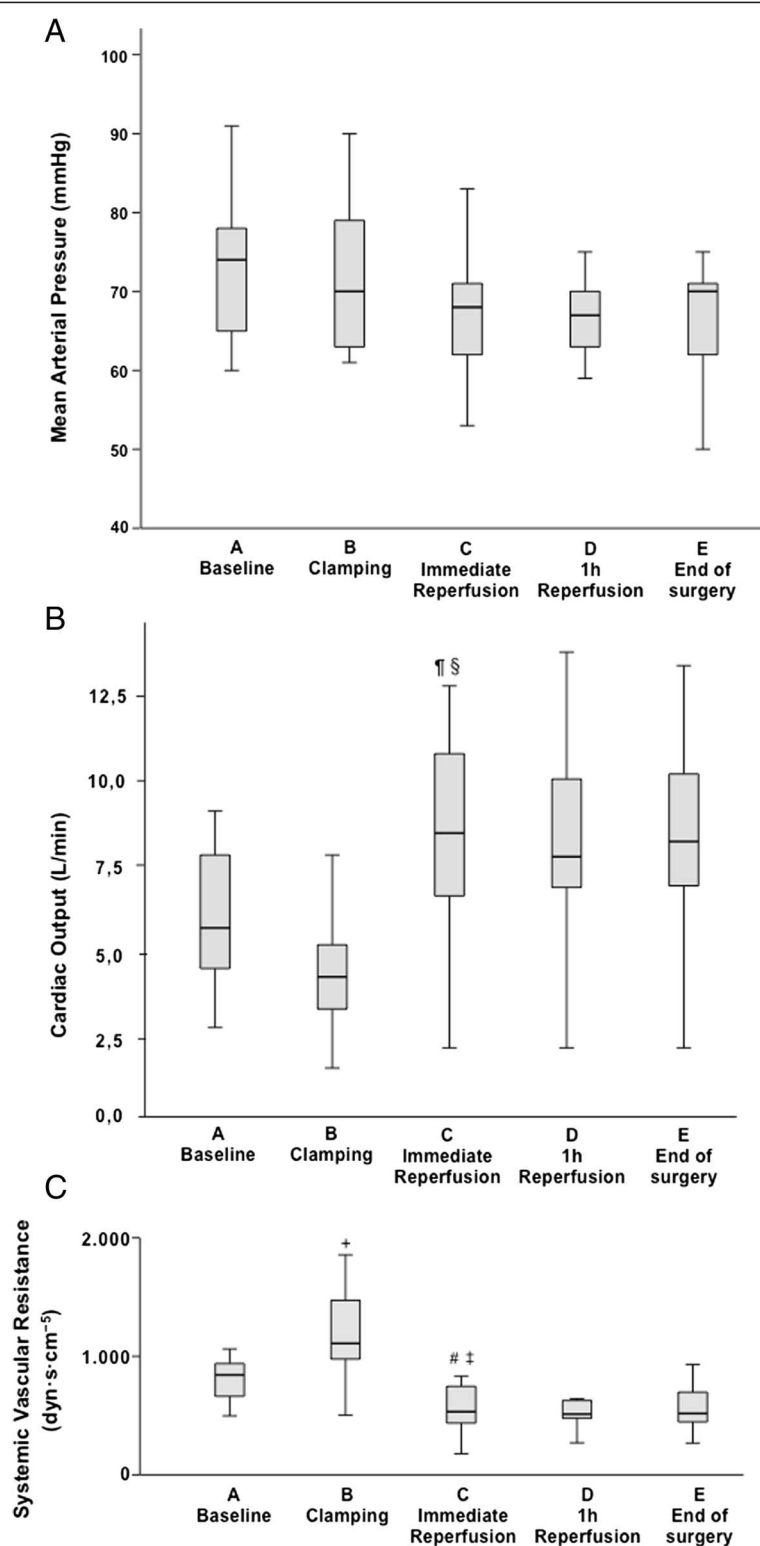 A
Mean Arterial Pressure (mmHg)
100
90
80
70
60
50
40
A B C D E
Baseline Clamping Immediate 1h End of
Reperfusion Reperfusion surgery
B
Cardiac Output (L/min)
12,5
10,0
7,5
5,0
2,5
0,0
¶ §
A B C D E
Baseline Clamping Immediate 1h End of
Reperfusion Reperfusion surgery
C
Systemic Vascular Resistance
(dyn·s·cm⁻⁵)
2.000
1.000
0
+
# ‡
A B C D E
Baseline Clamping Immediate 1h End of
Reperfusion Reperfusion surgery